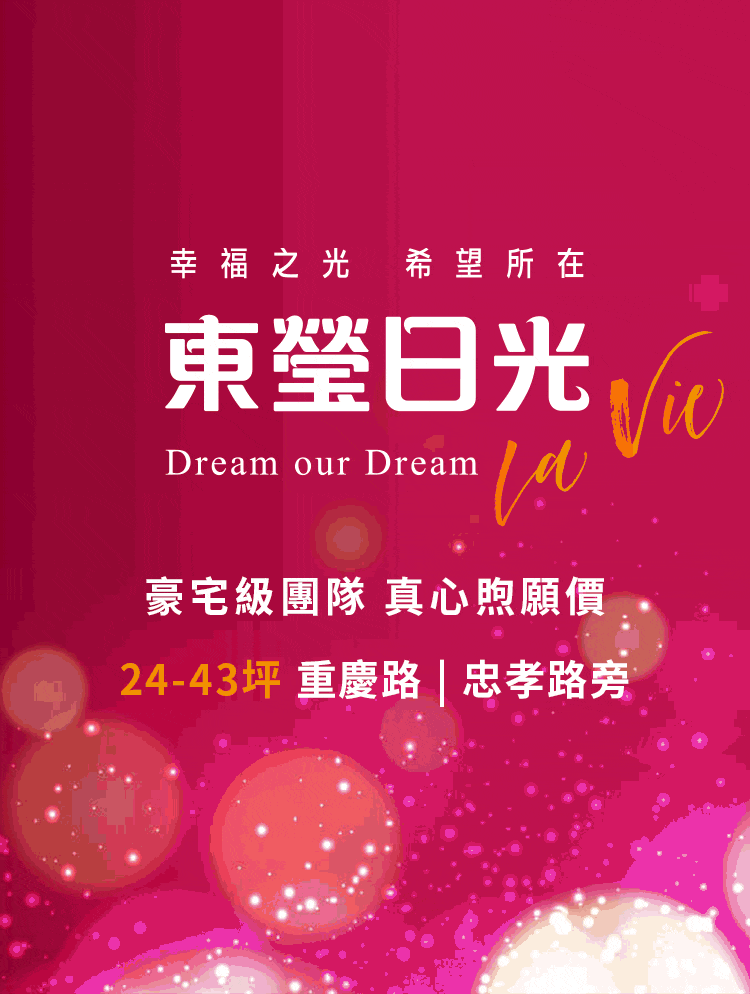 幸福之光 希望所在
東瑩日光
Dream our Dream
La Vie
豪宅級團隊 真心煦願價
24-43坪 重慶路 | 忠孝路旁